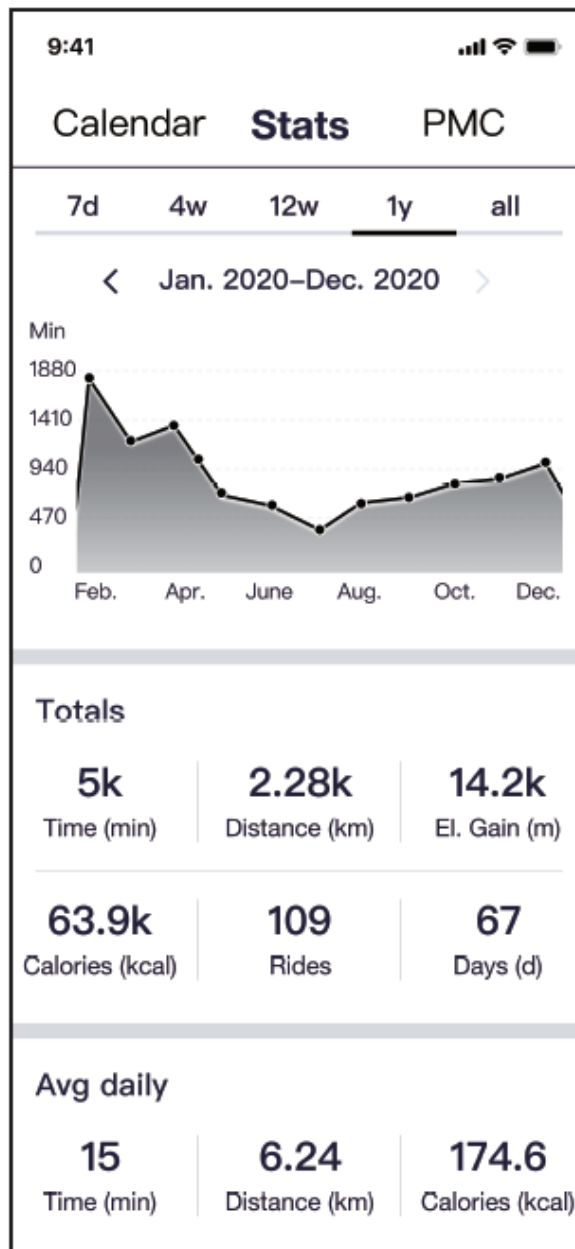 9:41
Calendar Stats PMC
7d 4w 12w 1y all
< Jan. 2020–Dec. 2020 >
Min
1880
1410
940
470
0
Feb. Apr. June Aug. Oct. Dec.
Totals
5k 2.28k 14.2k
Time (min) Distance (km) El. Gain (m)
63.9k 109 67
Calories (kcal) Rides Days (d)
Avg daily
15 6.24 174.6
Time (min) Distance (km) Calories (kcal)